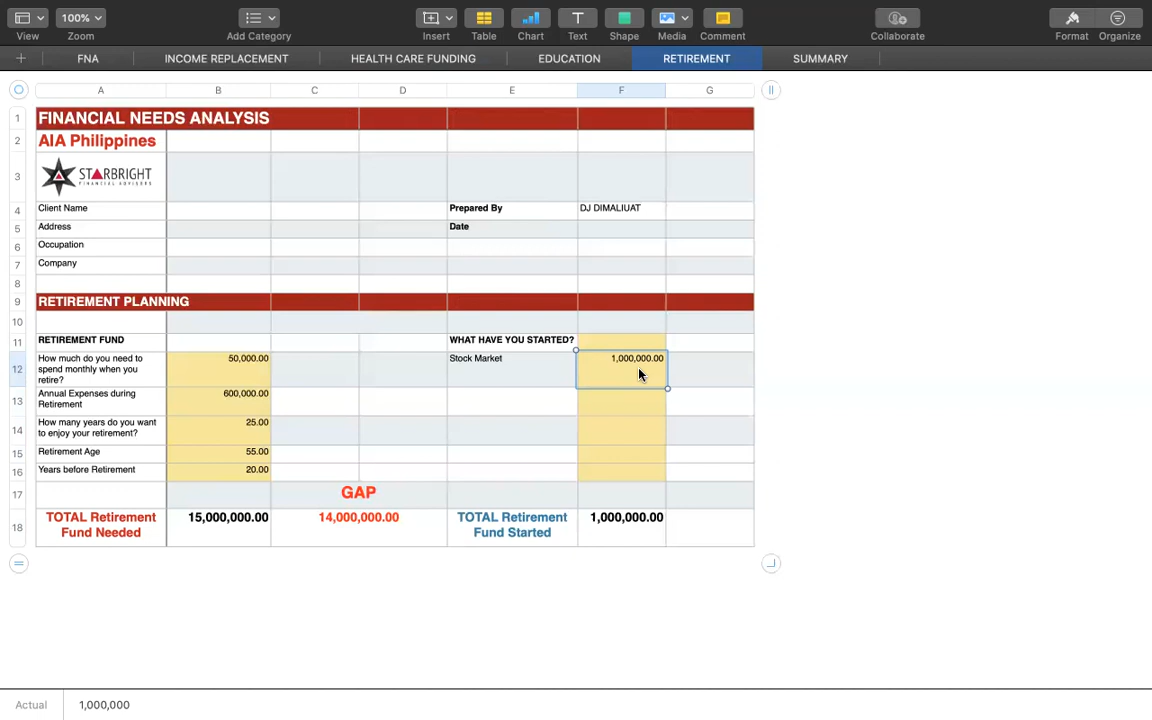 100%
View
Zoom
Add Category
Insert
Table
Chart
Text
Shape
Media
Comment
Collaborate
Format
Organize
FNA
INCOME REPLACEMENT
HEALTH CARE FUNDING
EDUCATION
RETIREMENT
SUMMARY
A B C D E F G
1 FINANCIAL NEEDS ANALYSIS
2 AIA Philippines
3 STARBRIGHT
FINANCIAL ADVISORS
4 Client Name Prepared By DJ DIMALIUAT
5 Address Date
6 Occupation
7 Company
8
9 RETIREMENT PLANNING
10
11 RETIREMENT FUND WHAT HAVE YOU STARTED?
12 How much do you need to spend monthly when you retire? 50,000.00 Stock Market 1,000,000.00
13 Annual Expenses during Retirement 600,000.00
14 How many years do you want to enjoy your retirement? 25.00
15 Retirement Age 55.00
16 Years before Retirement 20.00
17 GAP
18 TOTAL Retirement Fund Needed 15,000,000.00 14,000,000.00 TOTAL Retirement Fund Started 1,000,000.00
Actual 1,000,000